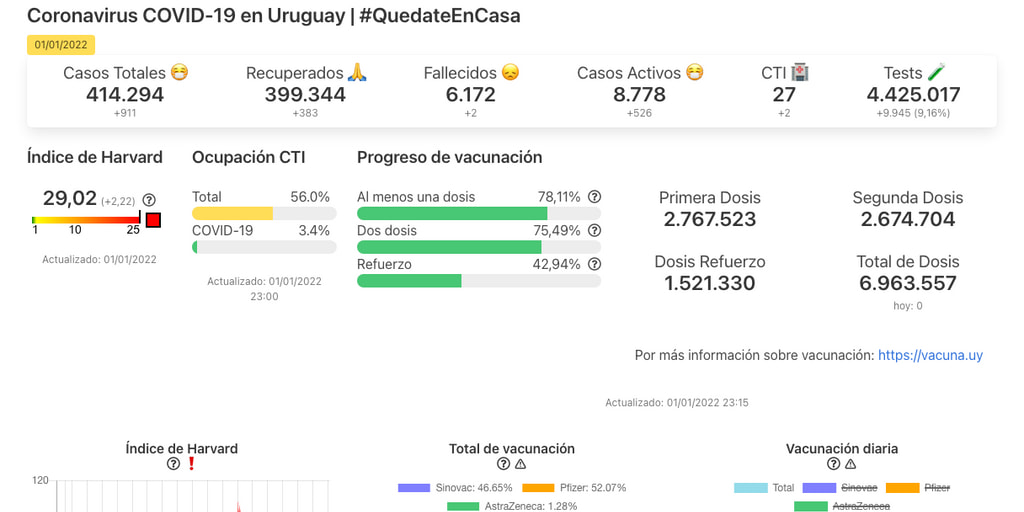 Coronavirus COVID-19 en Uruguay | #QuedateEnCasa
01/01/2022
Casos Totales 😷 Recuperados 🙏 Fallecidos 😞 Casos Activos 😷 CTI 🏥 Tests 🧪
414.294 399.344 6.172 8.778 27 4.425.017
+911 +383 +2 +526 +2 +9.945 (9,16%)
Índice de Harvard
29,02 (+2,22)
1 10 25
Actualizado: 01/01/2022
Ocupación CTI
Total 56.0%
COVID-19 3.4%
Actualizado: 01/01/2022
23:00
Progreso de vacunación
Al menos una dosis 78,11%
Dos dosis 75,49%
Refuerzo 42,94%
Primera Dosis Segunda Dosis
2.767.523 2.674.704
Dosis Refuerzo Total de Dosis
1.521.330 6.963.557
hoy: 0
Por más información sobre vacunación: https://vacuna.uy
Actualizado: 01/01/2022 23:15
Índice de Harvard
❗
120
Total de vacunación
Sinovac: 46.65% Pfizer: 52.07%
AstraZeneca: 1.28%
Vacunación diaria
Total Sinovac Pfizer
AstraZeneca